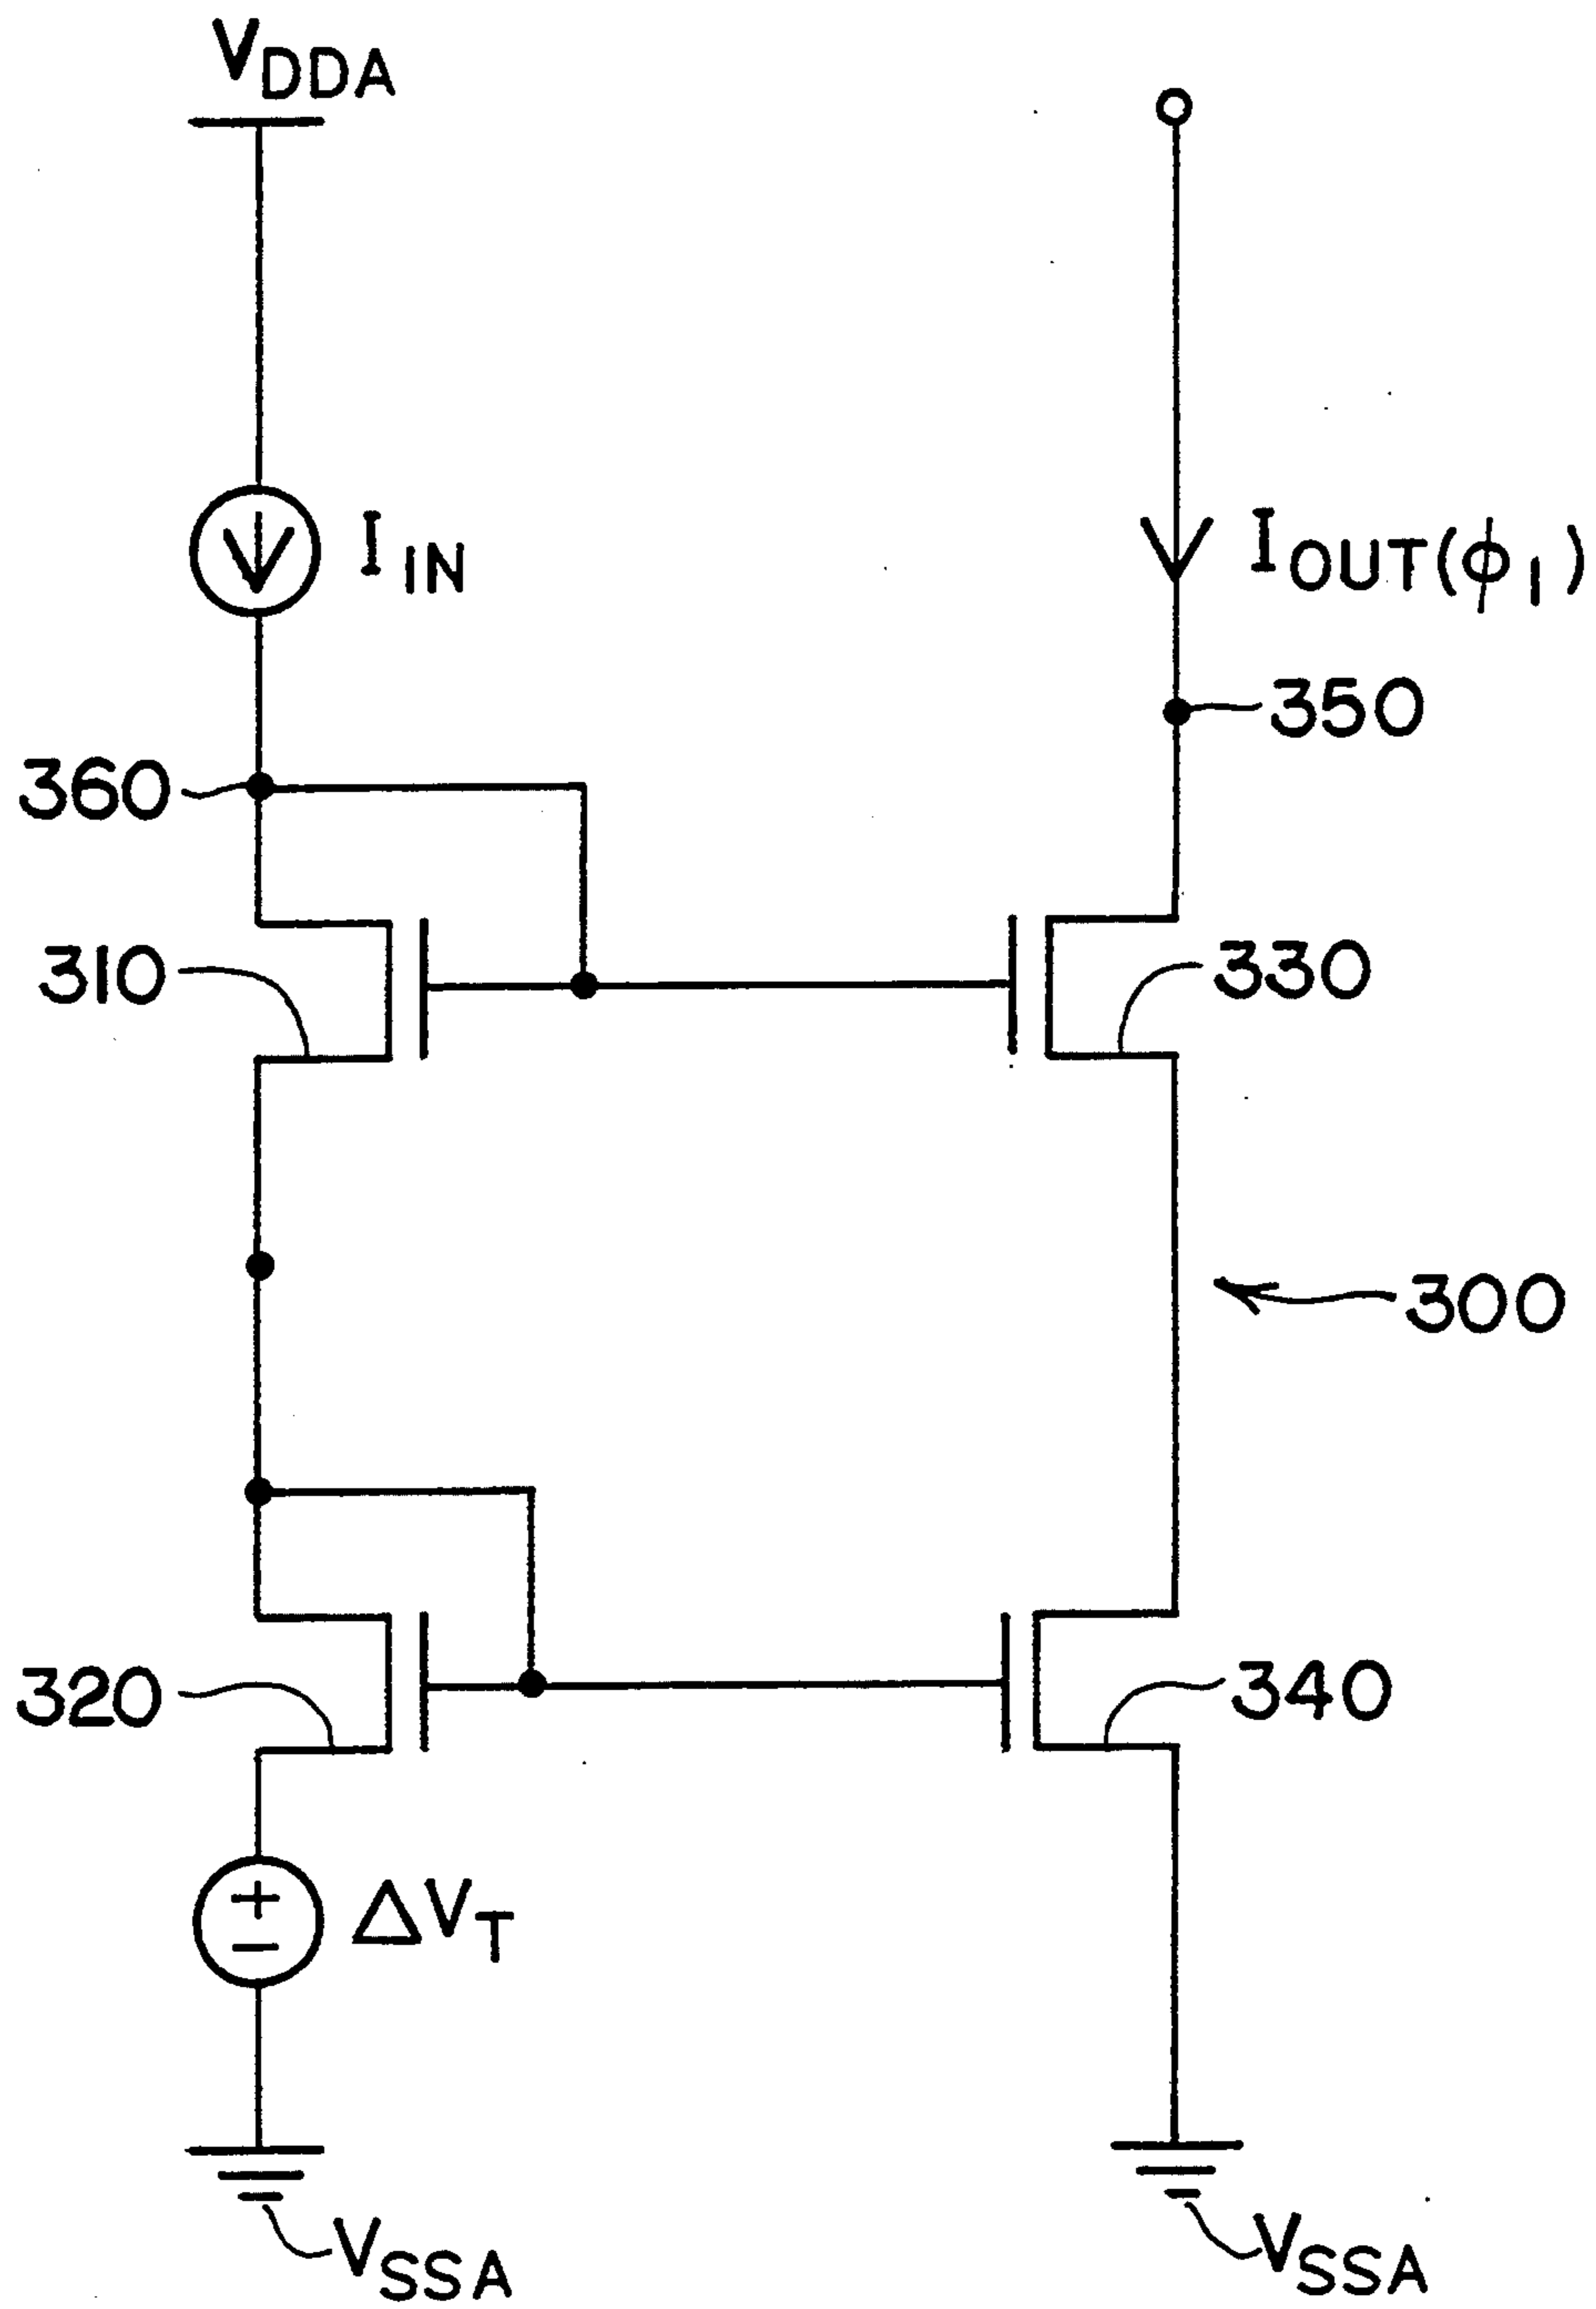 VDDA
IIN
IOUT(ϕ1)
350
360
310
330
300
320
340
+
−
ΔVT
VSSA
VSSA